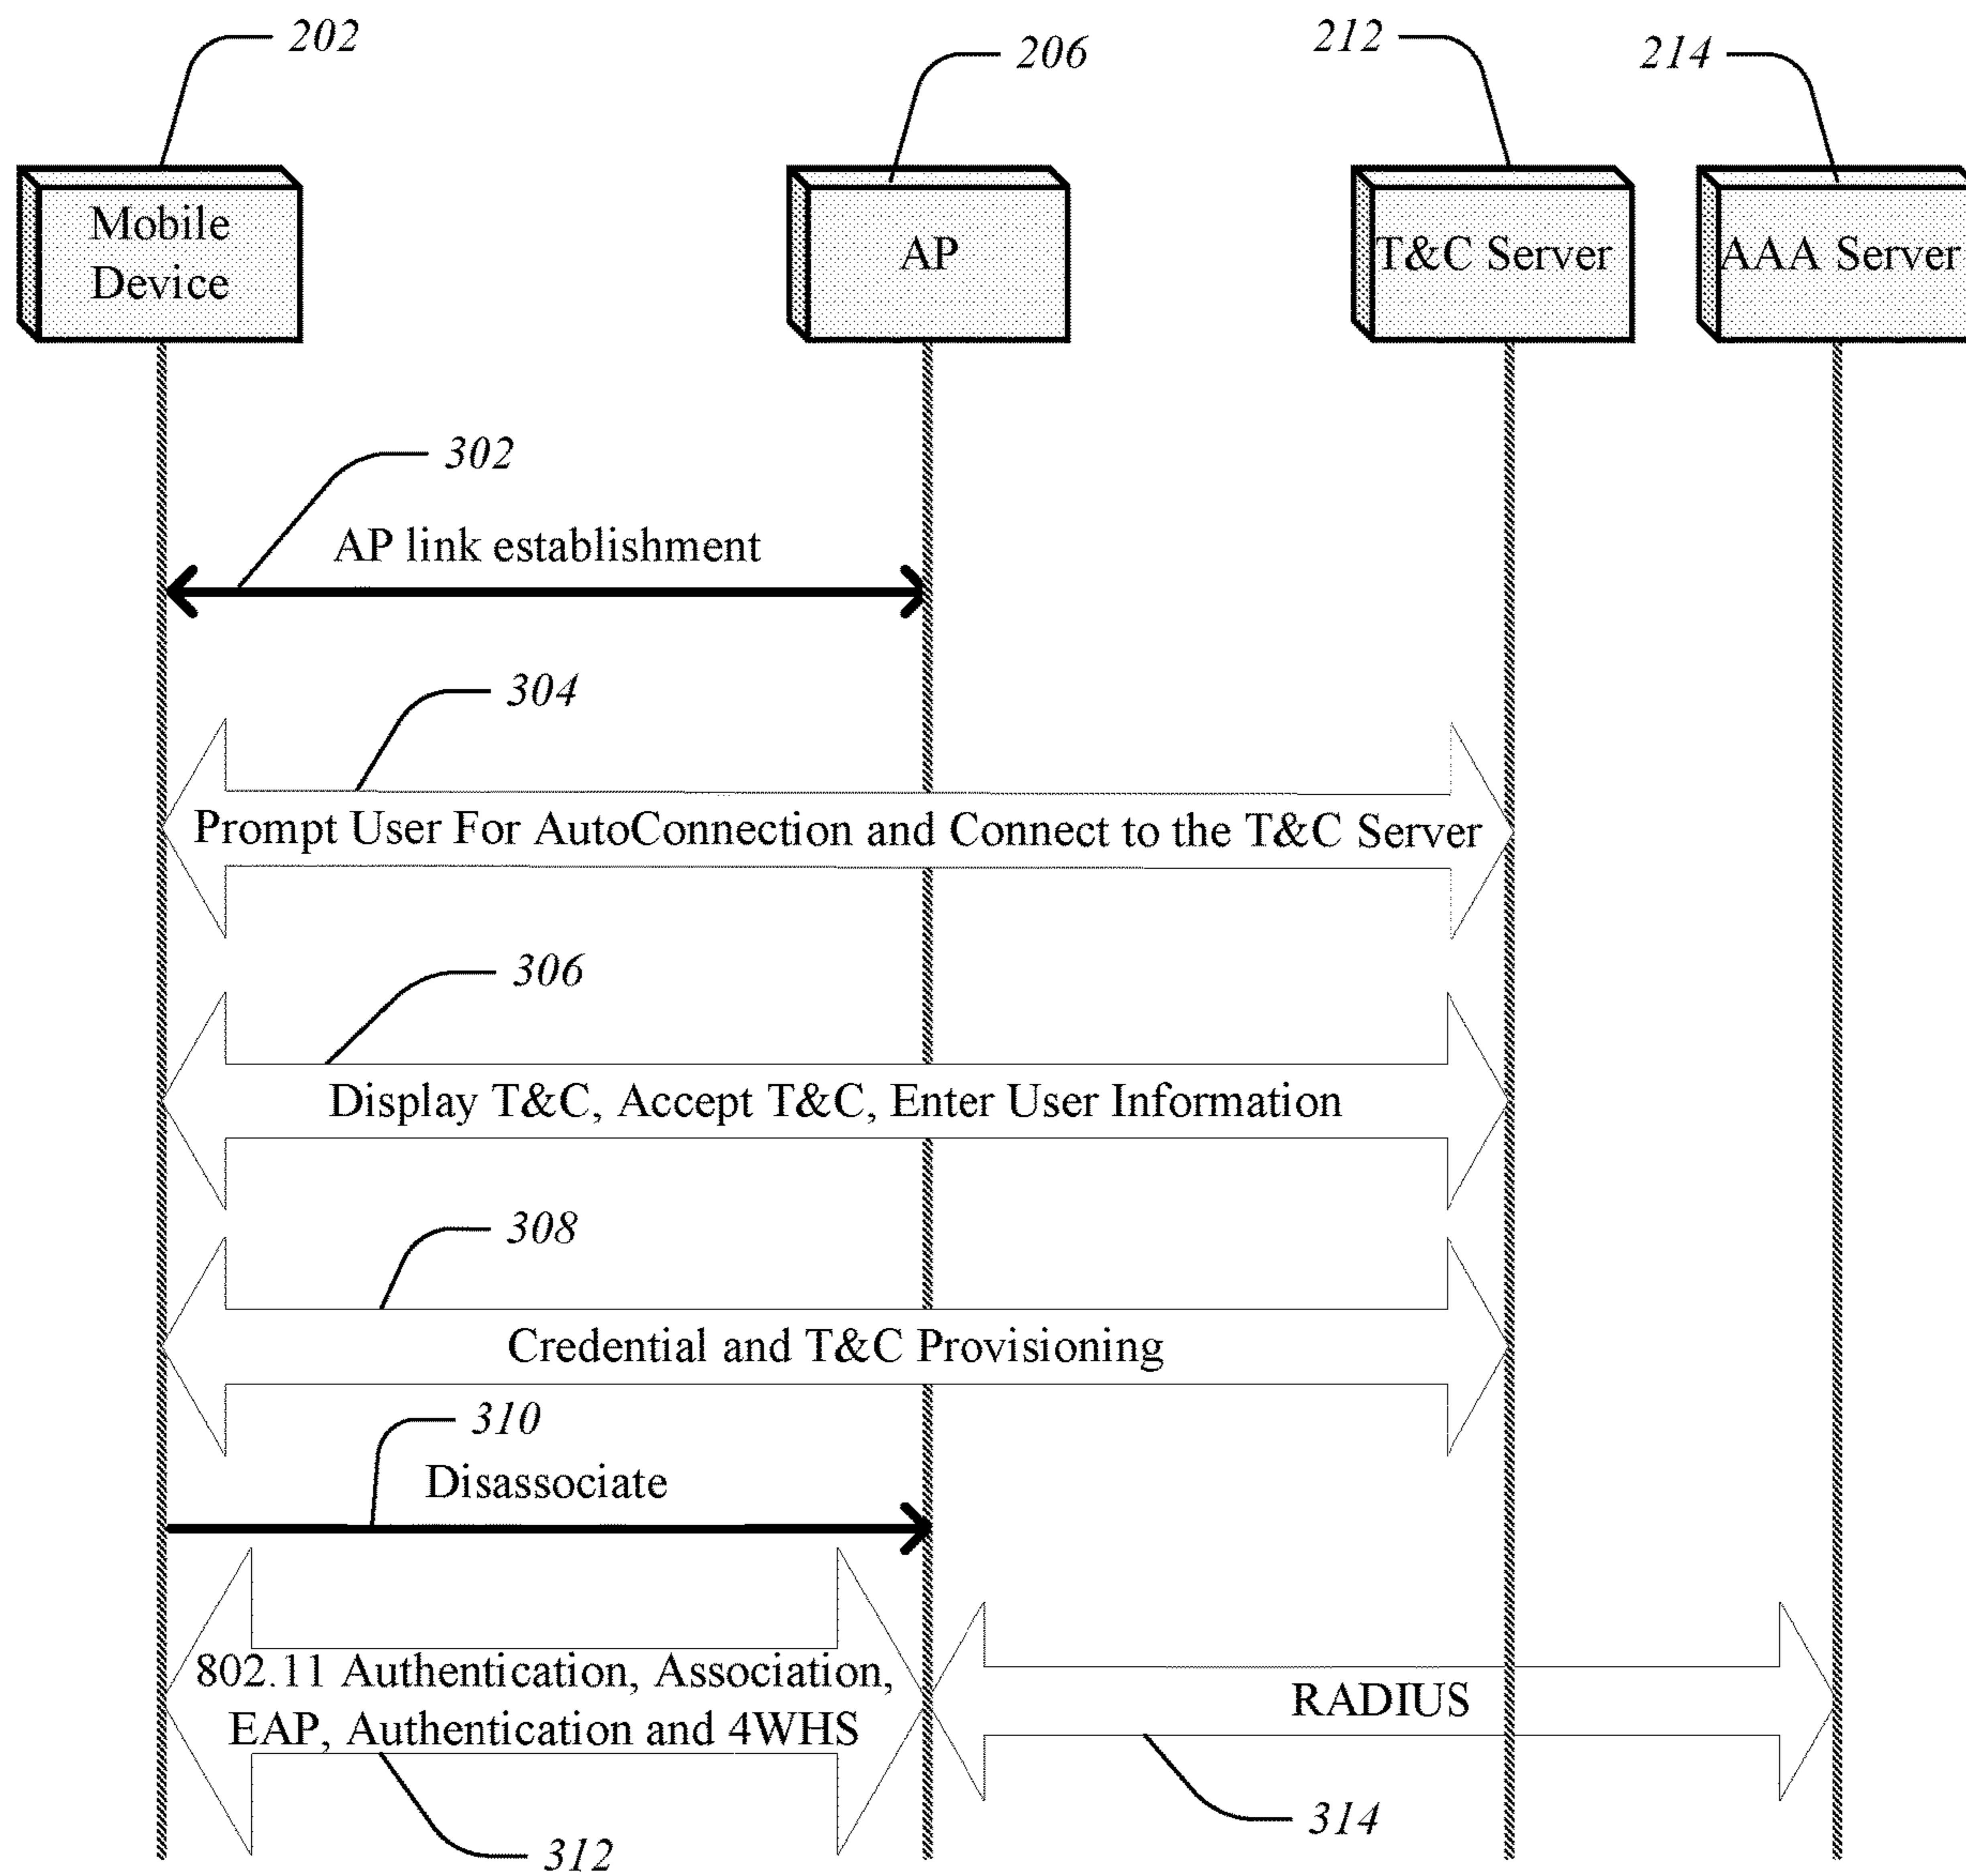 202
206
212
214
Mobile
Device
AP
T&C Server
AAA Server
302
AP link establishment
304
Prompt User For AutoConnection and Connect to the T&C Server
306
Display T&C, Accept T&C, Enter User Information
308
Credential and T&C Provisioning
310
Disassociate
802.11 Authentication, Association,
EAP, Authentication and 4WHS
RADIUS
314
312